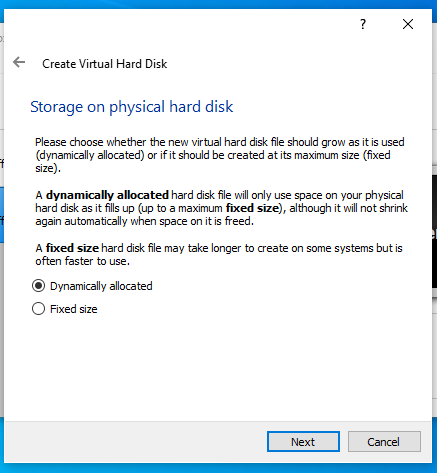 ?
Create Virtual Hard Disk
Storage on physical hard disk
Please choose whether the new virtual hard disk file should grow as it is used
(dynamically allocated) or if it should be created at its maximum size (fixed
size).
A dynamically allocated hard disk file will only use space on your physical
hard disk as it fills up (up to a maximum fixed size), although it will not shrink
again automatically when space on it is freed.
A fixed size hard disk file may take longer to create on some systems but is
often faster to use.
Dynamically allocated
Fixed size
Next
Cancel